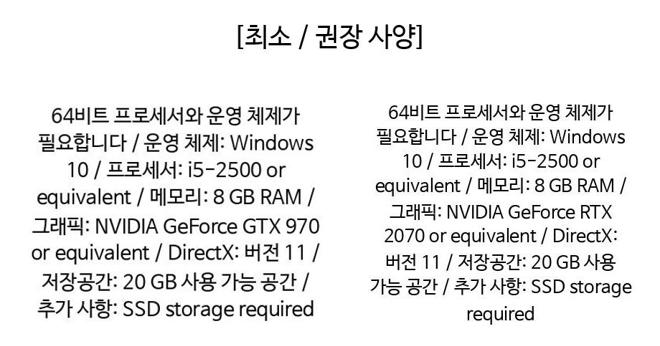 [최소 / 권장 사양]
64비트 프로세서와 운영 체제가
필요합니다 / 운영 체제: Windows
10 / 프로세서: i5-2500 or
equivalent / 메모리: 8 GB RAM /
그래픽: NVIDIA GeForce GTX 970
or equivalent / DirectX: 버전 11 /
저장공간: 20 GB 사용 가능 공간 /
추가 사항: SSD storage required
64비트 프로세서와 운영 체제가
필요합니다 / 운영 체제: Windows
10 / 프로세서: i5-2500 or
equivalent / 메모리: 8 GB RAM /
그래픽: NVIDIA GeForce RTX
2070 or equivalent / DirectX:
버전 11 / 저장공간: 20 GB 사용
가능 공간 / 추가 사항: SSD storage
required